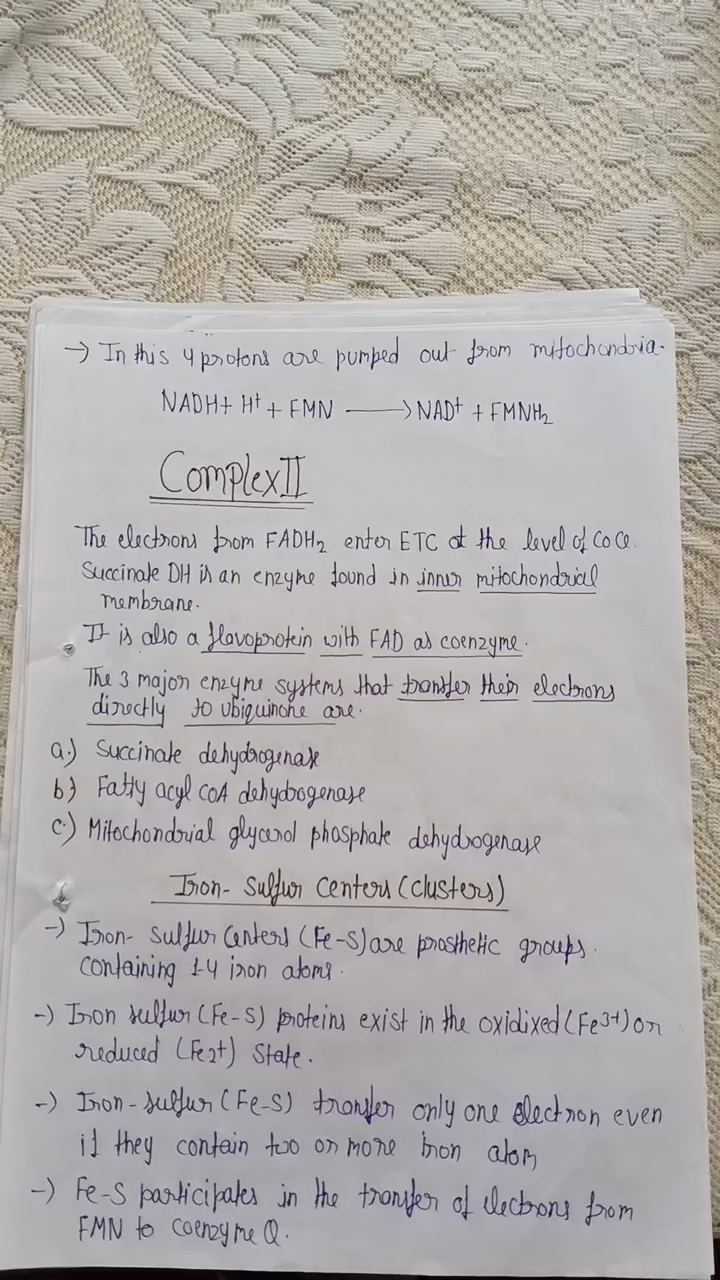 → In this 4 protons are pumped out from mitochondria.
NADH + H⁺ + FMN ⟶ NAD⁺ + FMNH₂
Complex II
The electrons from FADH₂ enter ETC at the level of CoQ.
Succinate DH is an enzyme found in inner mitochondrial
membrane.
It is also a flavoprotein with FAD as coenzyme.
The 3 major enzyme systems that transfer their electrons
directly to ubiquinone are.
a.) Succinate dehydrogenase
b) Fatty acyl CoA dehydrogenase
c.) Mitochondrial glycerol phosphate dehydrogenase
Iron-Sulfur Centers (clusters)
→ Iron-Sulfur Centers (Fe-S) are prosthetic groups.
containing 1-4 iron atoms.
→ Iron sulfur (Fe-S) proteins exist in the oxidixed (Fe³⁺) or
reduced (Fe2+) State.
→ Iron-sulfur (Fe-S) transfer only one electron even
if they contain two or more iron atom
→ Fe-S participates in the transfer of electrons from
FMN to coenzyme Q.